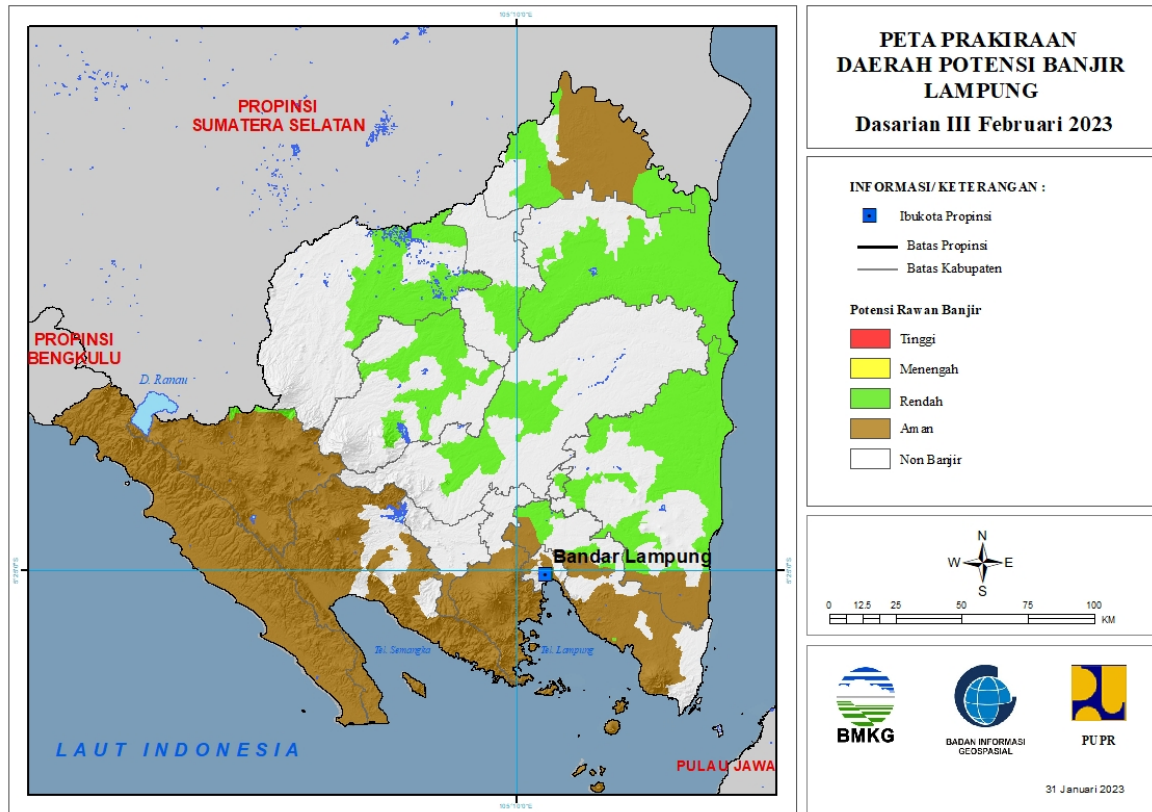 PETA PRAKIRAAN
DAERAH POTENSI BANJIR
LAMPUNG
Dasarian III Februari 2023
INFORMASI/ KETERANGAN :
Ibukota Propinsi
Batas Propinsi
Batas Kabupaten
Potensi Rawan Banjir
Tinggi
Menengah
Rendah
Aman
Non Banjir
N
W E
S
0 12.5 25 50 75 100
KM
BMKG
BADAN INFORMASI
GEOSPASIAL
PUPR
31 Januari 2023
PROPINSI
SUMATERA SELATAN
PROPINSI
BENGKULU
D. Ranau
Bandar Lampung
Tel. Semangka
Tel. Lampung
LAUT INDONESIA
PULAU JAWA